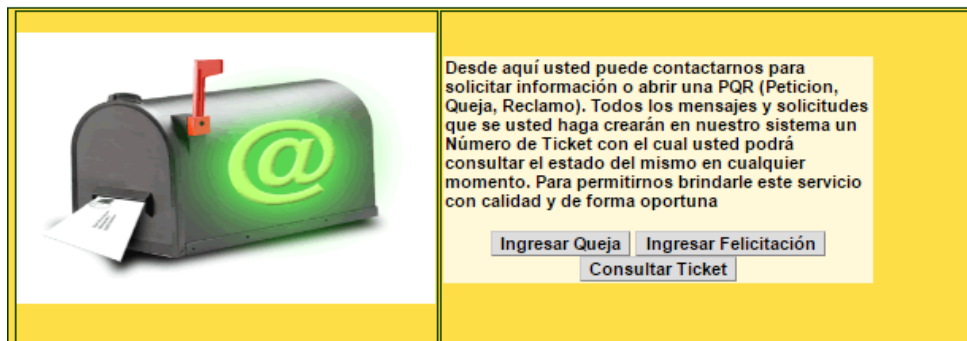 @
Desde aquí usted puede contactarnos para
solicitar información o abrir una PQR (Peticion,
Queja, Reclamo). Todos los mensajes y solicitudes
que se usted haga crearán en nuestro sistema un
Número de Ticket con el cual usted podrá
consultar el estado del mismo en cualquier
momento. Para permitirnos brindarle este servicio
con calidad y de forma oportuna
Ingresar Queja Ingresar Felicitación
Consultar Ticket